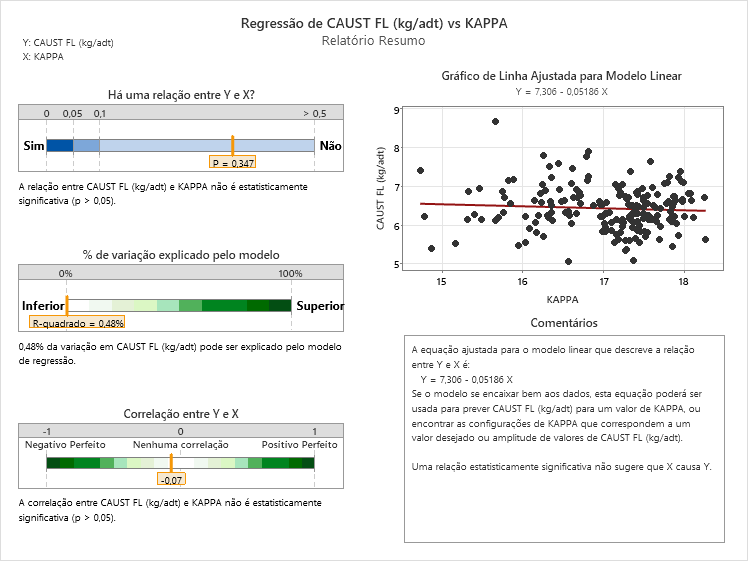 Regressão de CAUST FL (kg/adt) vs KAPPA
Relatório Resumo
Y: CAUST FL (kg/adt)
X: KAPPA
Há uma relação entre Y e X?
0 0,05 0,1 > 0,5
Sim Não
P = 0,347
A relação entre CAUST FL (kg/adt) e KAPPA não é estatisticamente
significativa (p > 0,05).
% de variação explicado pelo modelo
0% 100%
Inferior Superior
R-quadrado = 0,48%
0,48% da variação em CAUST FL (kg/adt) pode ser explicado pelo modelo
de regressão.
Correlação entre Y e X
-1 0 1
Negativo Perfeito Nenhuma correlação Positivo Perfeito
-0,07
A correlação entre CAUST FL (kg/adt) e KAPPA não é estatisticamente
significativa (p > 0,05).
Gráfico de Linha Ajustada para Modelo Linear
Y = 7,306 - 0,05186 X
9
8
7
6
5
CAUST FL (kg/adt)
15 16 17 18
KAPPA
Comentários
A equação ajustada para o modelo linear que descreve a relação
entre Y e X é:
Y = 7,306 - 0,05186 X
Se o modelo se encaixar bem aos dados, esta equação poderá ser
usada para prever CAUST FL (kg/adt) para um valor de KAPPA, ou
encontrar as configurações de KAPPA que correspondem a um
valor desejado ou amplitude de valores de CAUST FL (kg/adt).
Uma relação estatisticamente significativa não sugere que X causa Y.